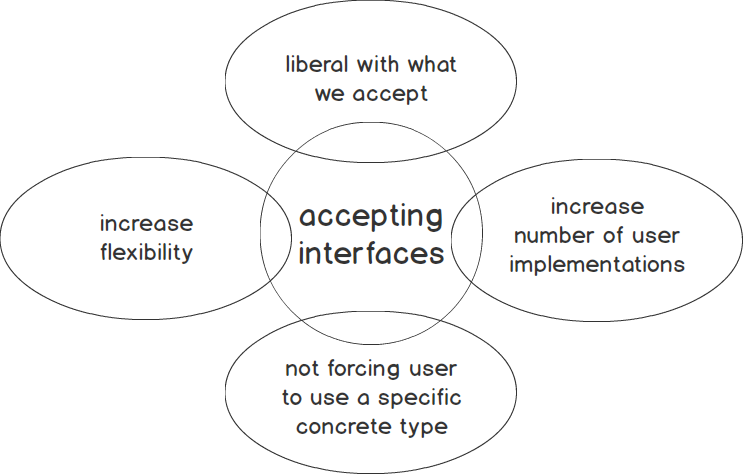 liberal with what
we accept
increase
flexibility
accepting
interfaces
increase
number of user
implementations
not forcing user
to use a specific
concrete type